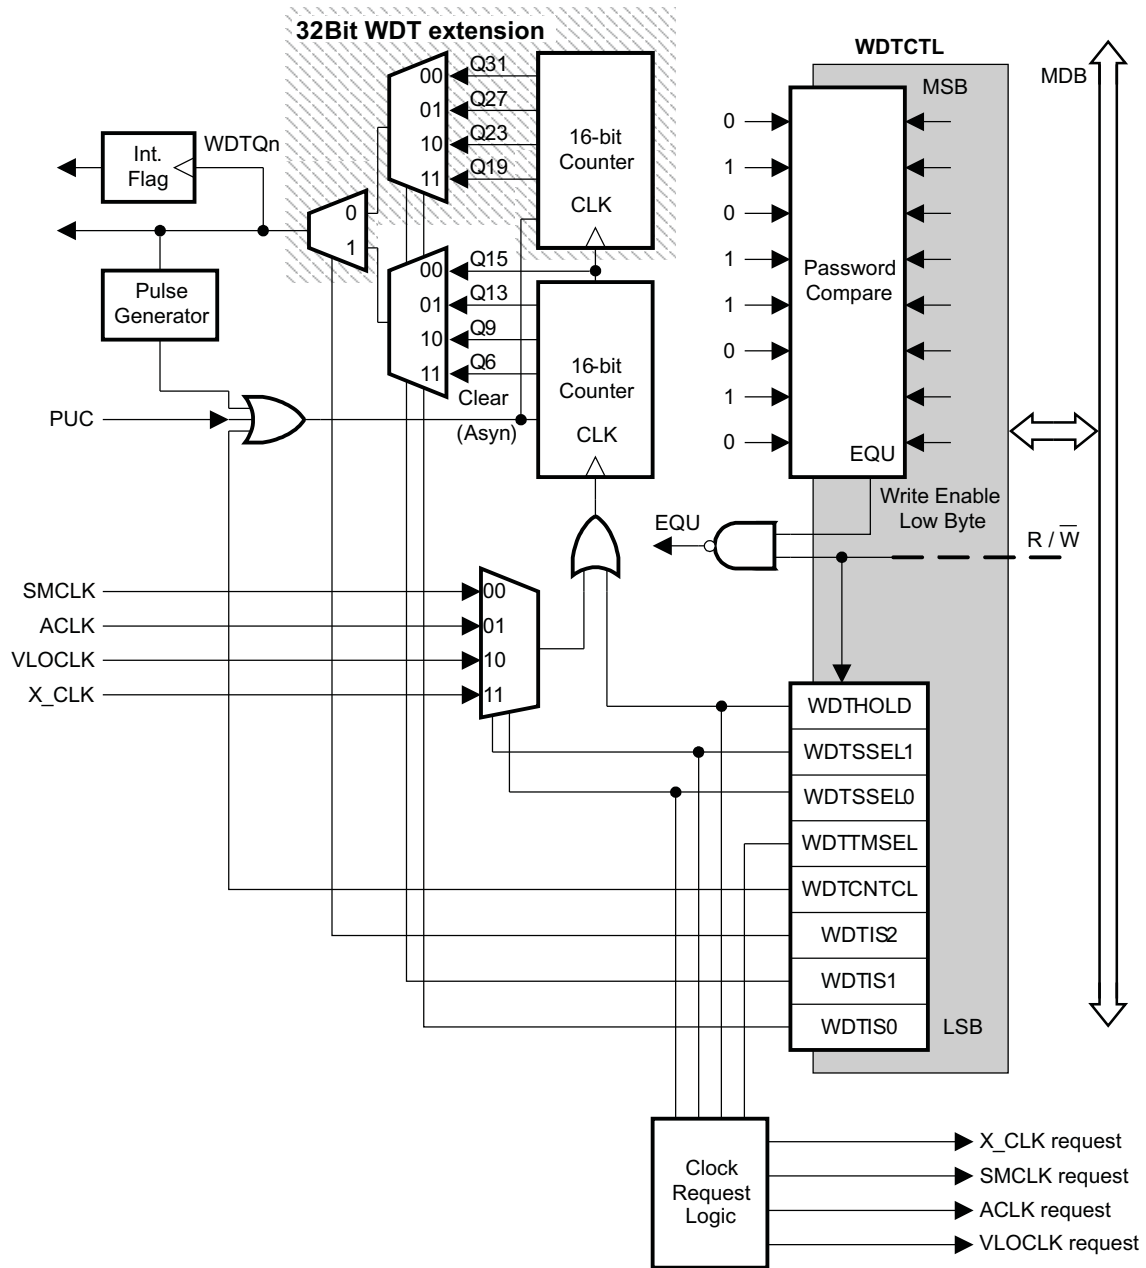 32Bit WDT extension
WDTCTL
MDB
MSB
Q31
00
Q27
01
Q23
10
Q19
11
16-bit
Counter
CLK
WDTQn
Int.
Flag
0
1
Pulse
Generator
Q15
00
Q13
01
Q9
10
Q6
11
16-bit
Counter
CLK
Clear
(Asyn)
PUC
0
1
0
1
1
0
1
0
Password
Compare
EQU
Write Enable
Low Byte
EQU
R / W̅
SMCLK
00
ACLK
01
VLOCLK
10
X_CLK
11
WDTHOLD
WDTSSEL1
WDTSSEL0
WDTTMSEL
WDTCNTCL
WDTIS2
WDTIS1
WDTIS0
LSB
Clock
Request
Logic
X_CLK request
SMCLK request
ACLK request
VLOCLK request